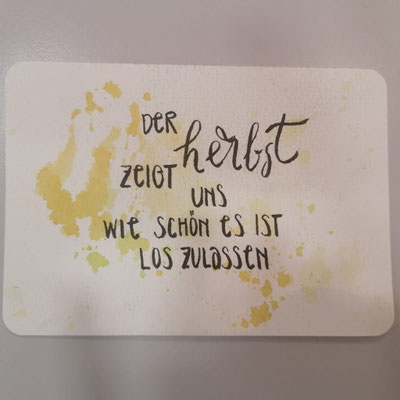 DER herbst
ZEIGT
UNS
WIE SCHÖN ES IST
LOS ZULASSEN